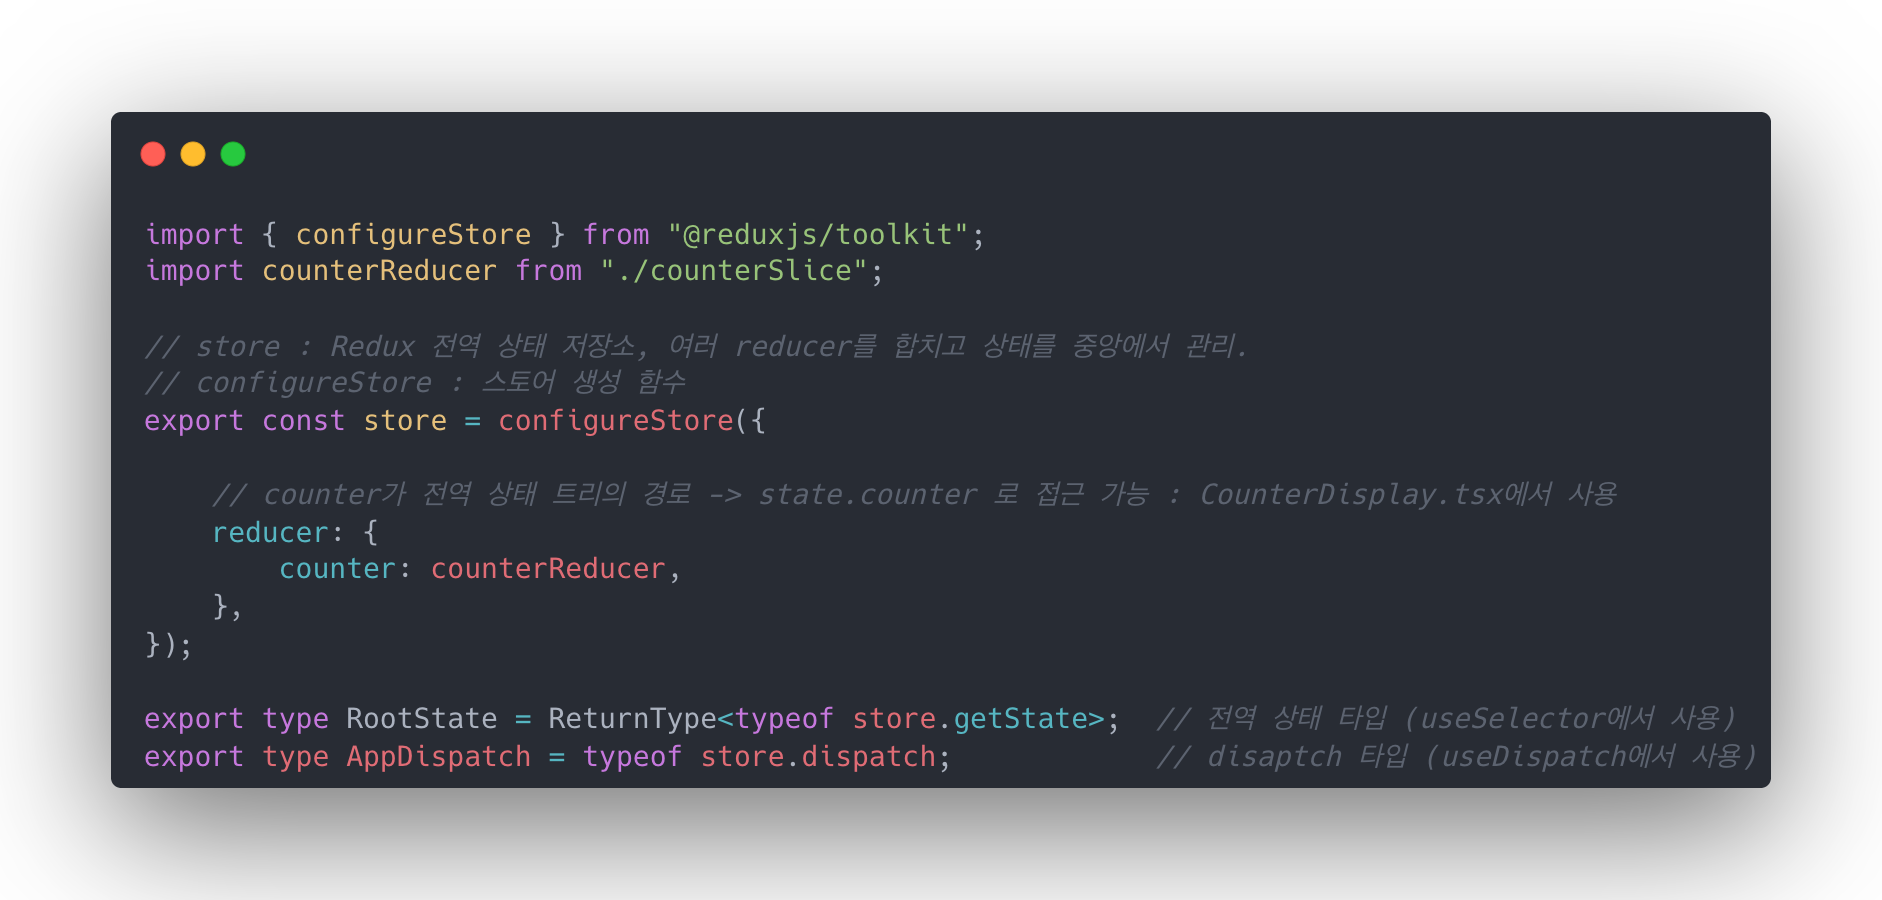 import { configureStore } from "@reduxjs/toolkit";
import counterReducer from "./counterSlice";
// store : Redux 전역 상태 저장소, 여러 reducer를 합치고 상태를 중앙에서 관리.
// configureStore : 스토어 생성 함수
export const store = configureStore({
    // counter가 전역 상태 트리의 경로 -> state.counter 로 접근 가능 : CounterDisplay.tsx에서 사용
    reducer: {
        counter: counterReducer,
    },
});
export type RootState = ReturnType<typeof store.getState>;  // 전역 상태 타입 (useSelector에서 사용)
export type AppDispatch = typeof store.dispatch;            // disaptch 타입 (useDispatch에서 사용)